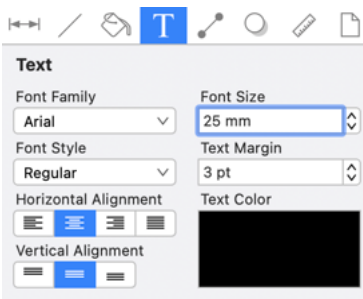 T
Text
Font Family
Font Size
Arial
25 mm
Font Style
Text Margin
Regular
3 pt
Horizontal Alignment
Text Color
Vertical Alignment